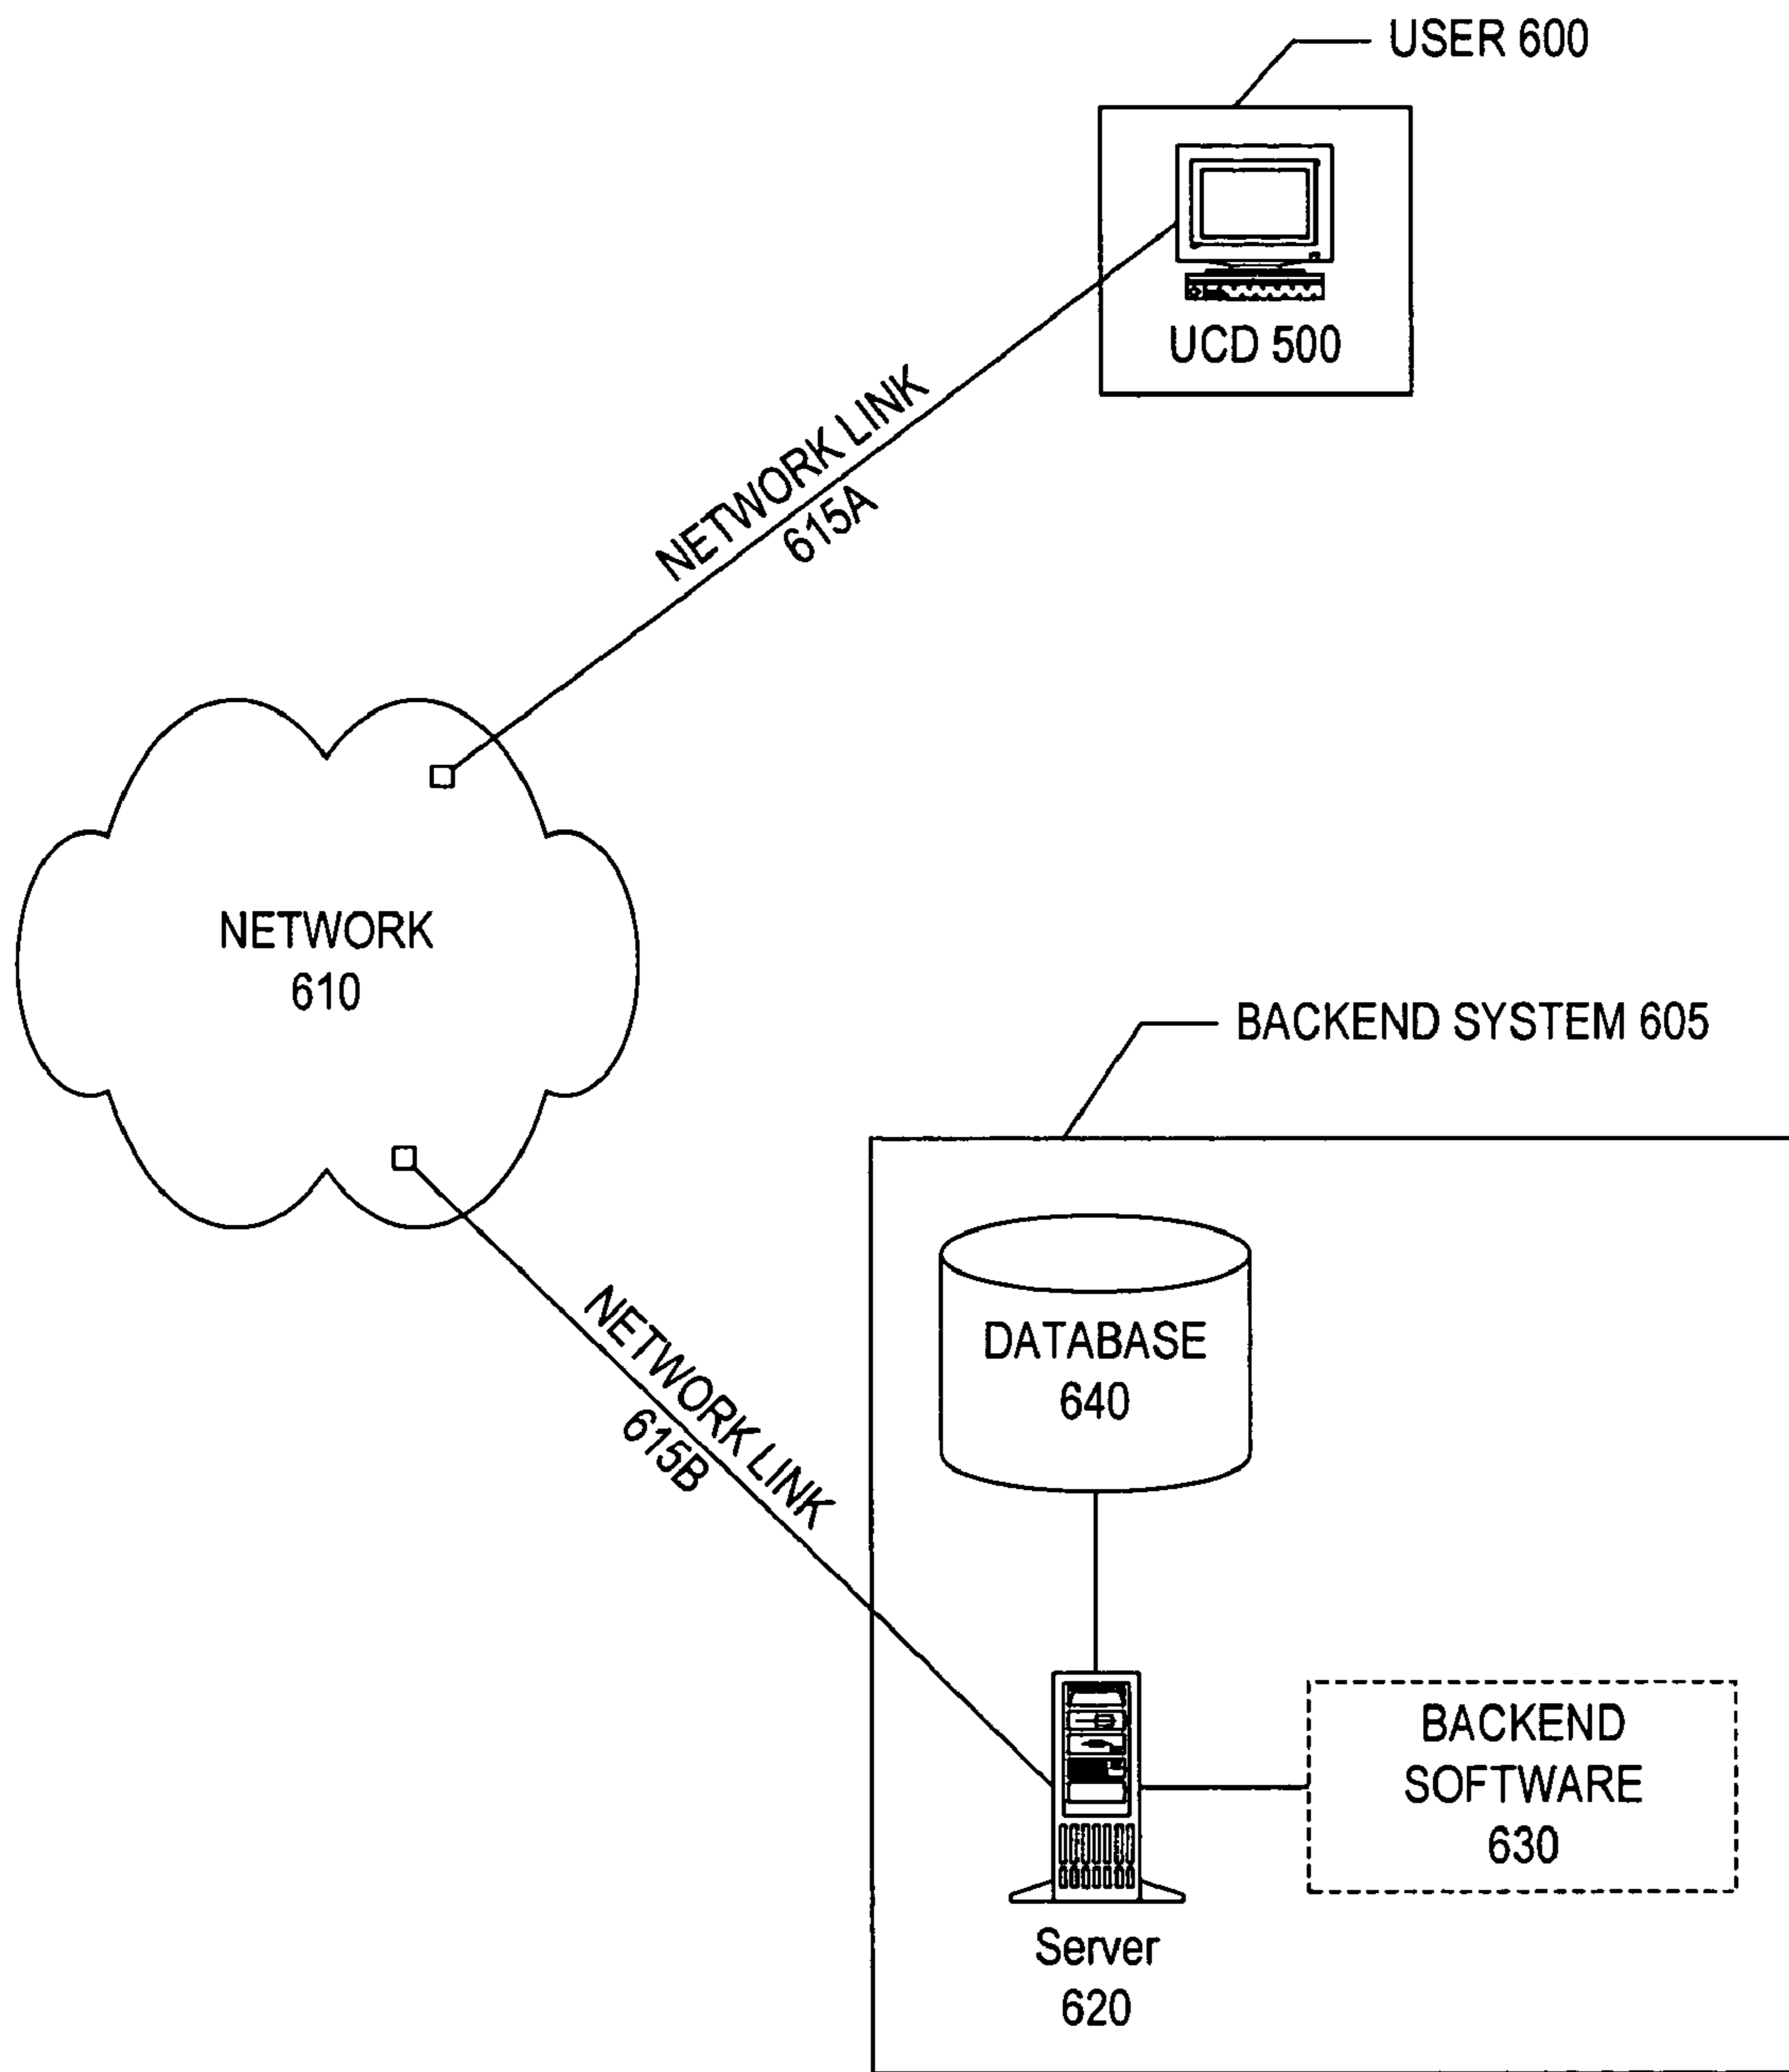 USER 600
UCD 500
NETWORK LINK
615A
NETWORK
610
BACKEND SYSTEM 605
NETWORK LINK
615B
DATABASE
640
BACKEND
SOFTWARE
630
Server
620